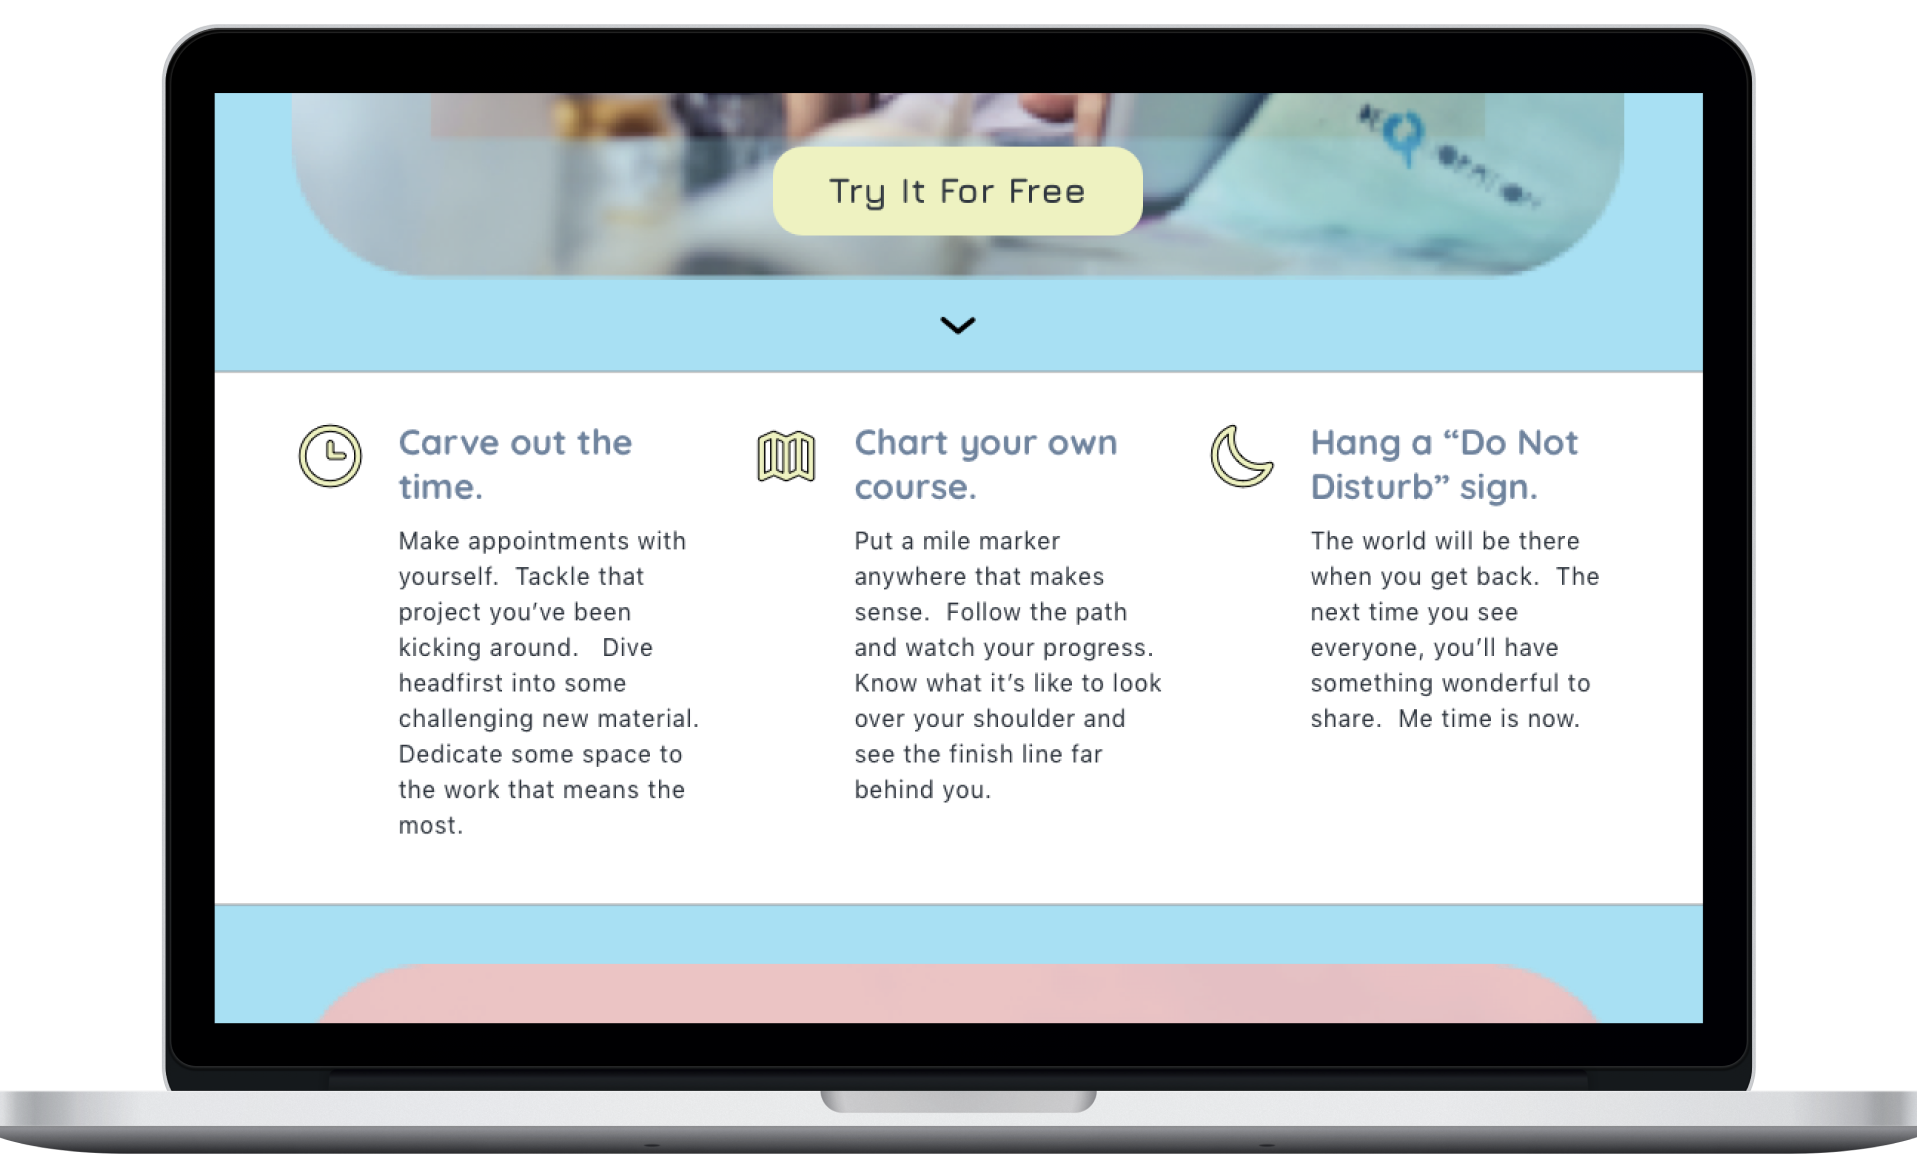 Try It For Free
Carve out the
time.
Make appointments with
yourself.  Tackle that
project you’ve been
kicking around.   Dive
headfirst into some
challenging new material.
Dedicate some space to
the work that means the
most.
Chart your own
course.
Put a mile marker
anywhere that makes
sense.  Follow the path
and watch your progress.
Know what it’s like to look
over your shoulder and
see the finish line far
behind you.
Hang a “Do Not
Disturb” sign.
The world will be there
when you get back.  The
next time you see
everyone, you’ll have
something wonderful to
share.  Me time is now.